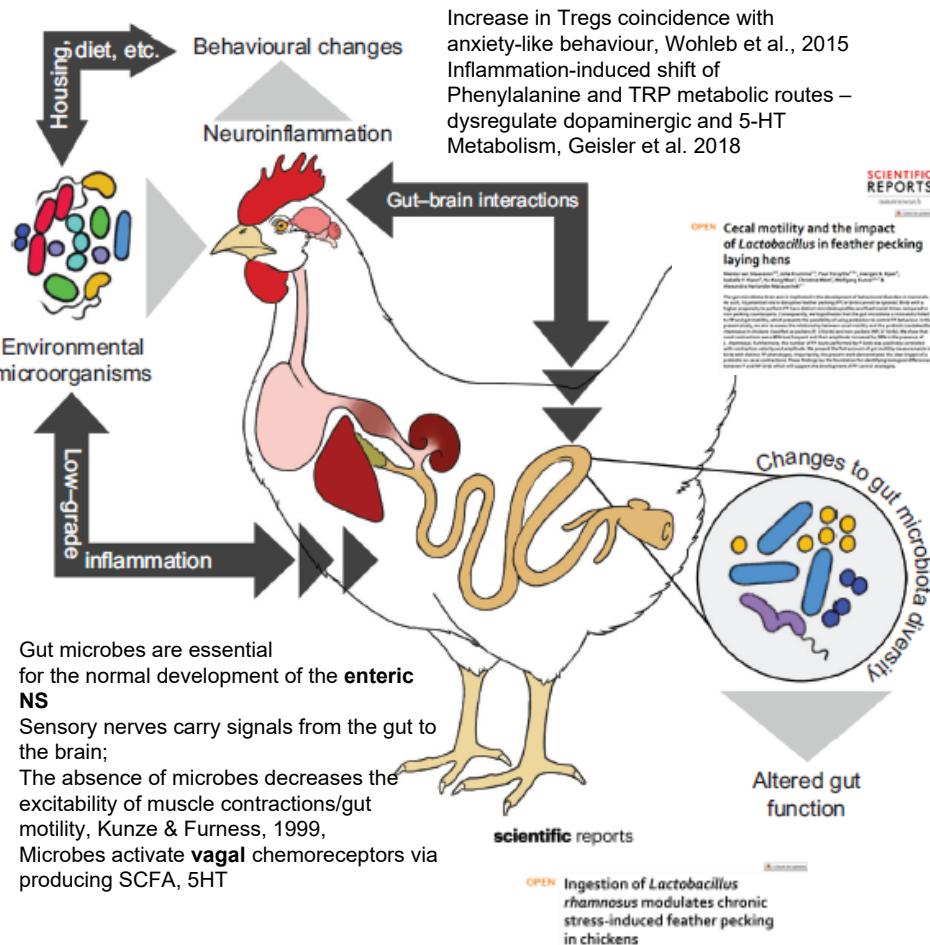 Increase in Tregs coincidence with
anxiety-like behaviour, Wohleb et al., 2015
Inflammation-induced shift of
Phenylalanine and TRP metabolic routes –
dysregulate dopaminergic and 5-HT
Metabolism, Geisler et al. 2018
Housing, diet, etc.
Behavioural changes
Neuroinflammation
Gut–brain interactions
SCIENTIFIC
REPORTS
OPEN Cecal motility and the impact
of Lactobacillus in feather pecking
laying hens
Environmental
microorganisms
Low–grade
inflammation
Changes to gut microbiota diversity
Gut microbes are essential
for the normal development of the enteric
NS
Sensory nerves carry signals from the gut to
the brain;
The absence of microbes decreases the
excitability of muscle contractions/gut
motility, Kunze & Furness, 1999,
Microbes activate vagal chemoreceptors via
producing SCFA, 5HT
Altered gut
function
scientific reports
OPEN Ingestion of Lactobacillus
rhamnosus modulates chronic
stress-induced feather pecking
in chickens